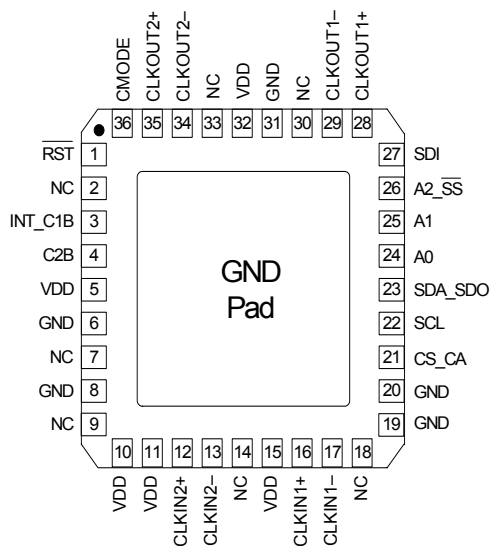 CMODE
CLKOUT2+
CLKOUT2–
NC
VDD
GND
NC
CLKOUT1–
CLKOUT1+
36 35 34 33 32 31 30 29 28
RST 1
NC 2
INT_C1B 3
C2B 4
VDD 5
GND 6
NC 7
GND 8
NC 9
GND
Pad
27 SDI
26 A2_SS
25 A1
24 A0
23 SDA_SDO
22 SCL
21 CS_CA
20 GND
19 GND
10 11 12 13 14 15 16 17 18
VDD
VDD
CLKIN2+
CLKIN2–
NC
VDD
CLKIN1+
CLKIN1–
NC